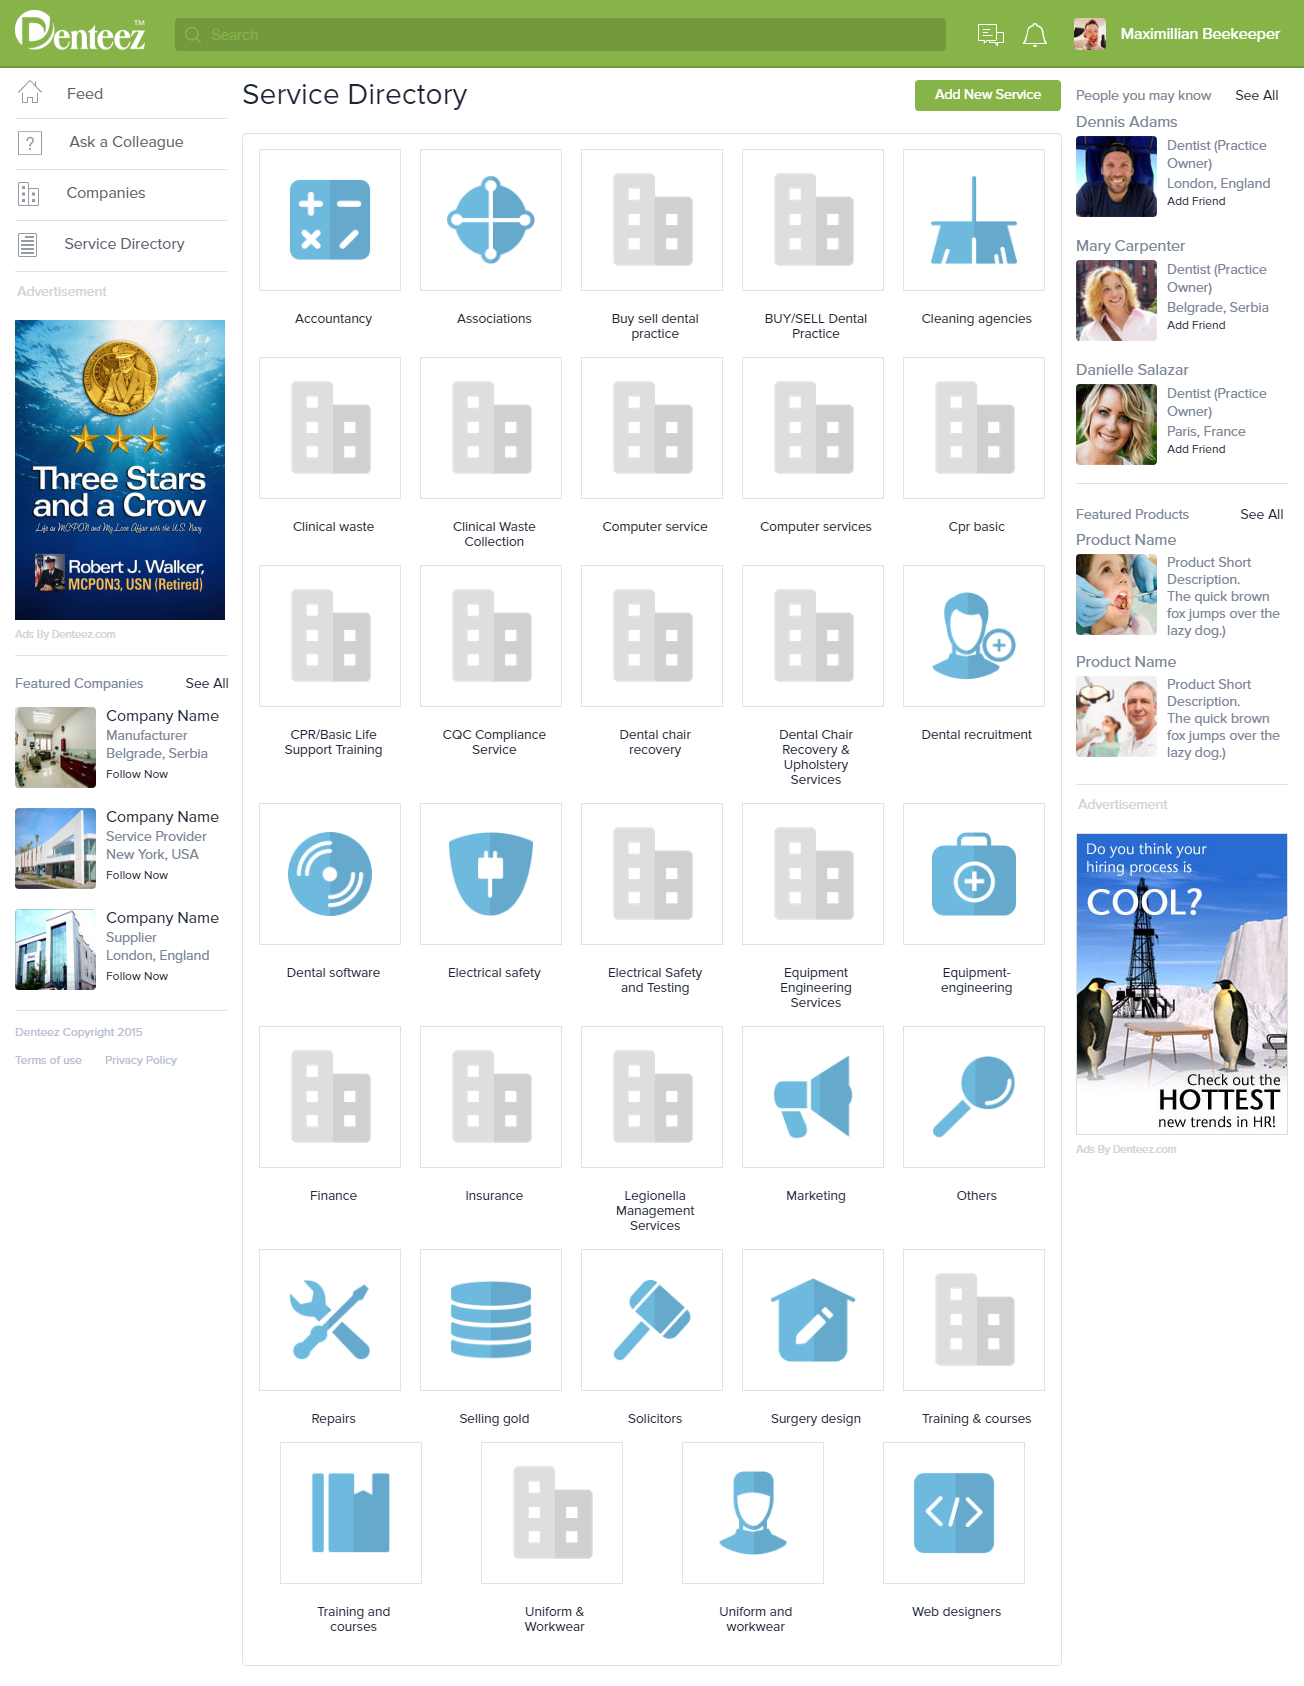 Denteez™
Search
Maximillian Beekeeper
Feed
Ask a Colleague
Companies
Service Directory
Advertisement
Three Stars
and a Crow
Life as MCPON and My Love Affair with the U.S. Navy
Robert J. Walker,
MCPON3, USN (Retired)
Ads By Denteez.com
Featured Companies See All
Company Name
Manufacturer
Belgrade, Serbia
Follow Now
Company Name
Service Provider
New York, USA
Follow Now
Company Name
Supplier
London, England
Follow Now
Denteez Copyright 2015
Terms of use Privacy Policy
Service Directory
Add New Service
Accountancy
Associations
Buy sell dental
practice
BUY/SELL Dental
Practice
Cleaning agencies
Clinical waste
Clinical Waste
Collection
Computer service
Computer services
Cpr basic
CPR/Basic Life
Support Training
CQC Compliance
Service
Dental chair
recovery
Dental Chair
Recovery &
Upholstery
Services
Dental recruitment
Dental software
Electrical safety
Electrical Safety
and Testing
Equipment
Engineering
Services
Equipment-
engineering
Finance
Insurance
Legionella
Management
Services
Marketing
Others
Repairs
Selling gold
Solicitors
Surgery design
Training & courses
Training and
courses
Uniform &
Workwear
Uniform and
workwear
Web designers
People you may know See All
Dennis Adams
Dentist (Practice
Owner)
London, England
Add Friend
Mary Carpenter
Dentist (Practice
Owner)
Belgrade, Serbia
Add Friend
Danielle Salazar
Dentist (Practice
Owner)
Paris, France
Add Friend
Featured Products See All
Product Name
Product Short
Description.
The quick brown
fox jumps over the
lazy dog.)
Product Name
Product Short
Description.
The quick brown
fox jumps over the
lazy dog.)
Advertisement
Do you think your
hiring process is
COOL?
Check out the
HOTTEST
new trends in HR!
Ads By Denteez.com